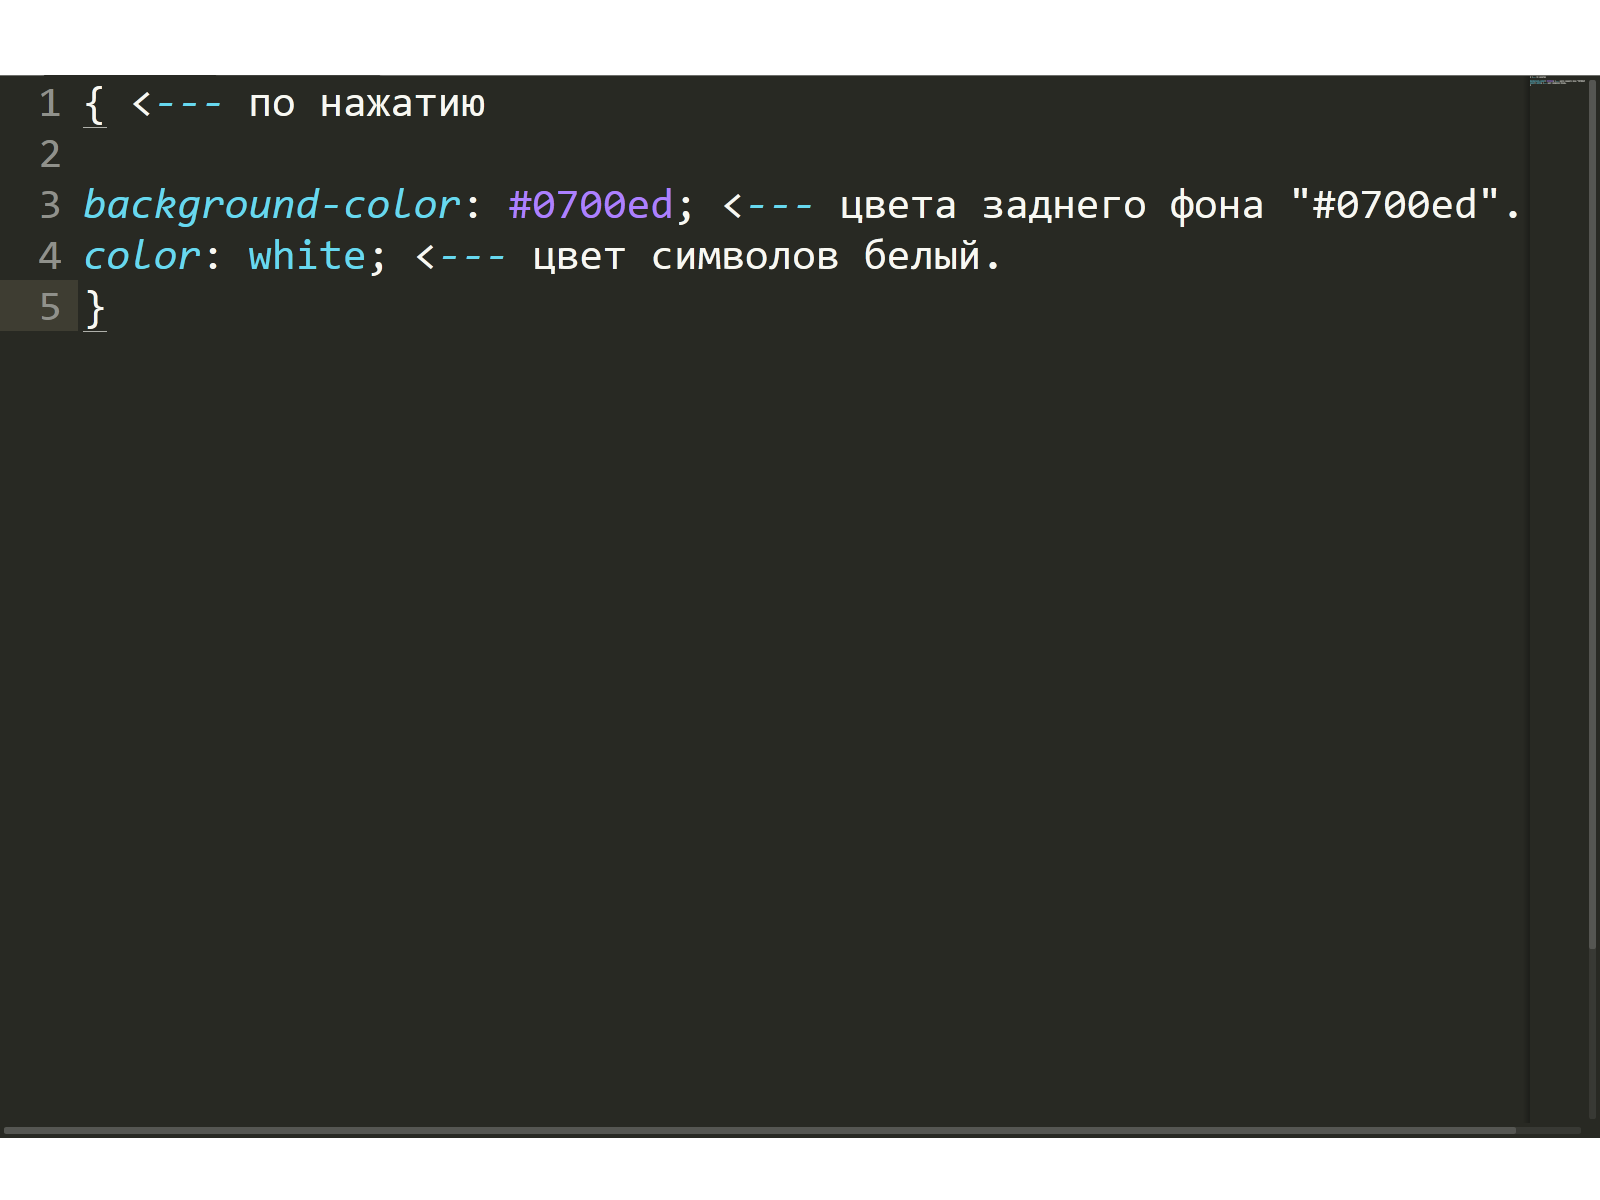 1 { <--- по нажатию
2
3 background-color: #0700ed; <--- цвета заднего фона "#0700ed".
4 color: white; <--- цвет символов белый.
5 }